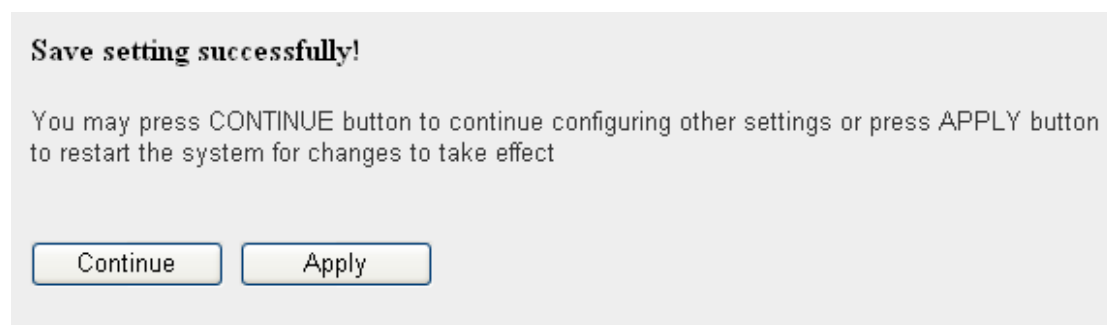 Save setting successfully!
You may press CONTINUE button to continue configuring other settings or press APPLY button
to restart the system for changes to take effect
Continue
Apply